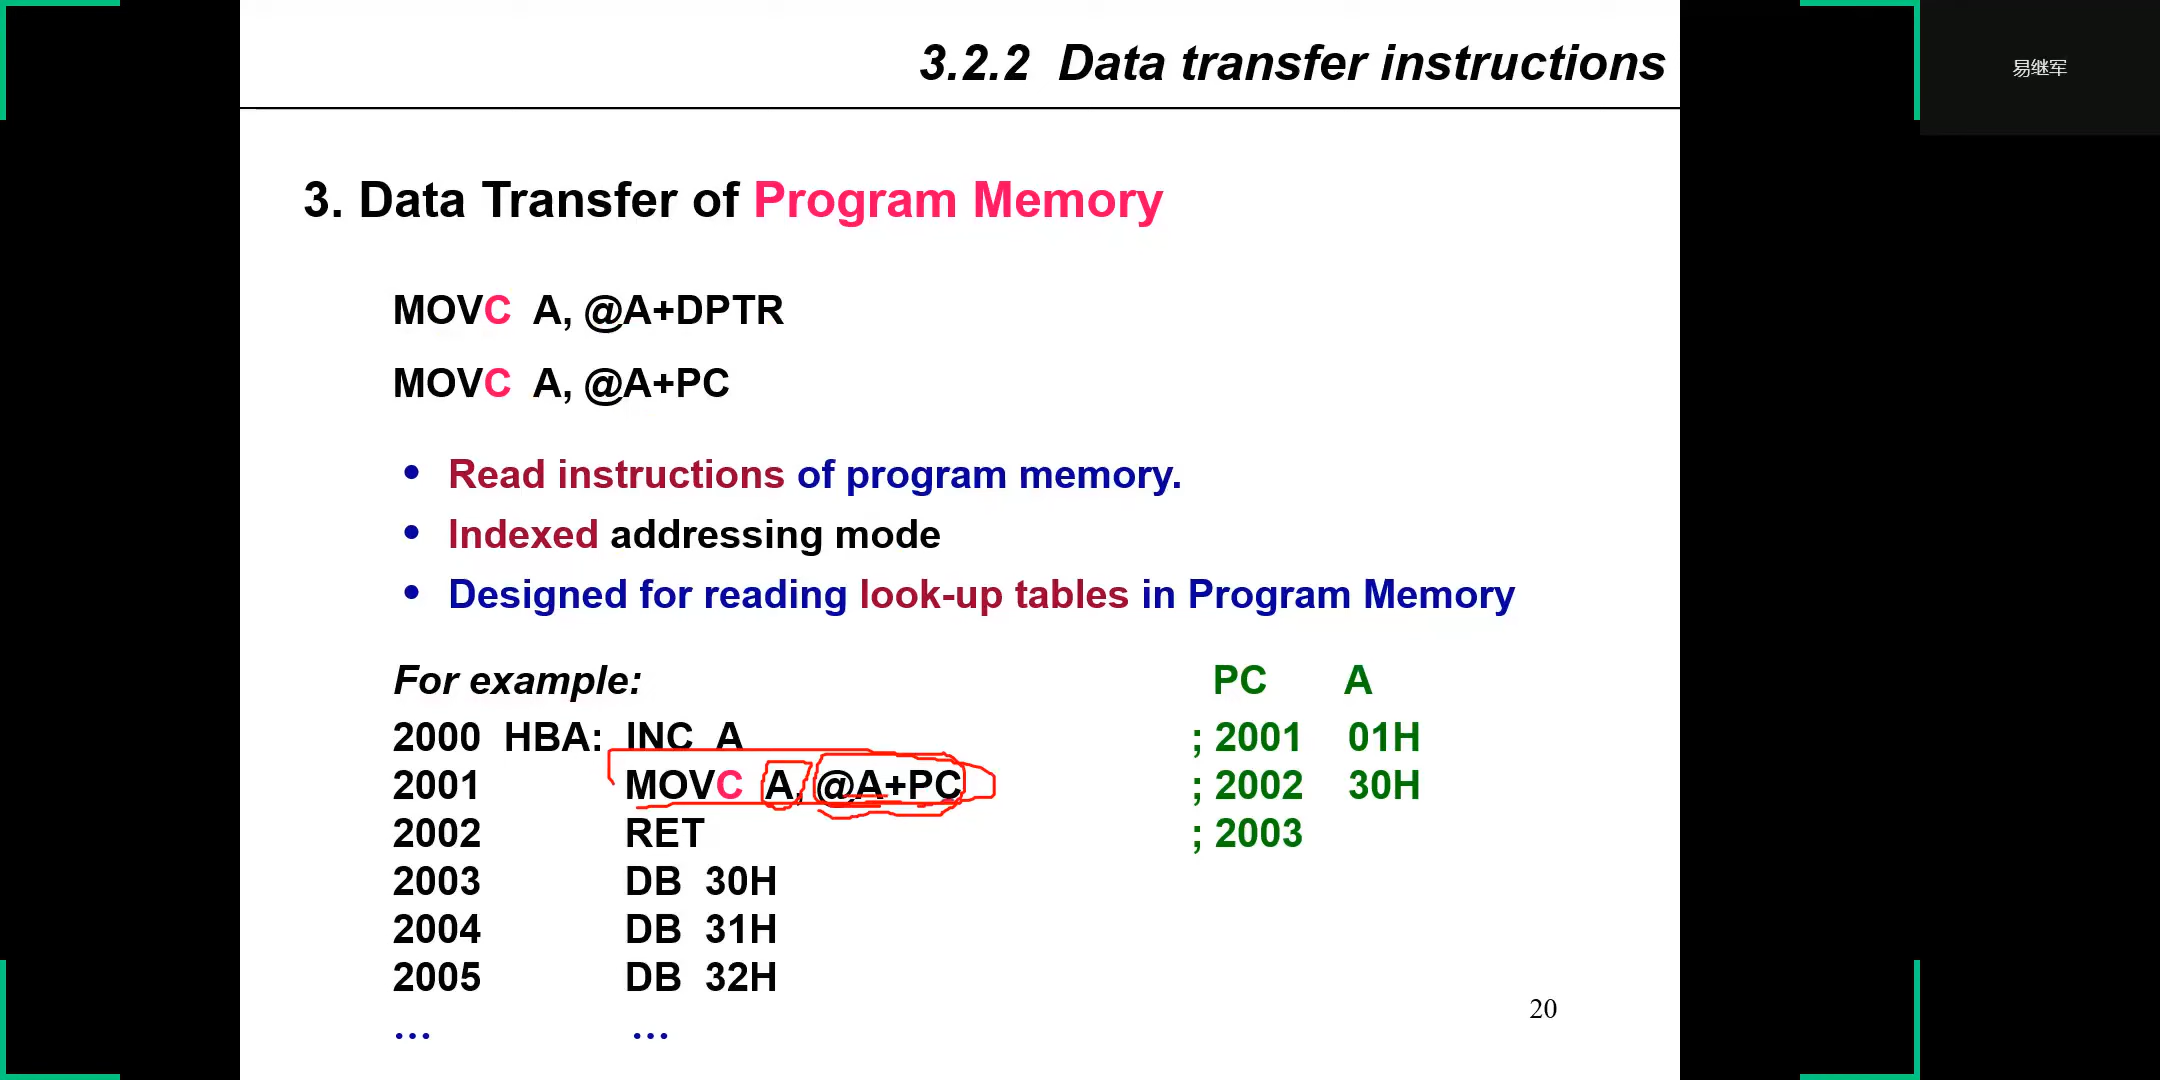 3.2.2 Data transfer instructions
易继军
3. Data Transfer of Program Memory
MOVC A, @A+DPTR
MOVC A, @A+PC
• Read instructions of program memory.
• Indexed addressing mode
• Designed for reading look-up tables in Program Memory
For example: PC A
2000 HBA: INC A ; 2001 01H
2001 MOVC A, @A+PC ; 2002 30H
2002 RET ; 2003
2003 DB 30H
2004 DB 31H
2005 DB 32H
... ...
20